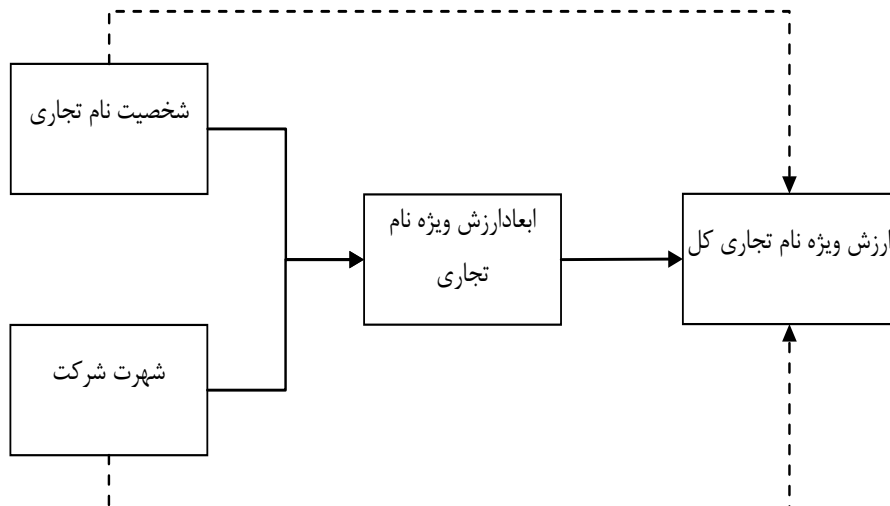 شخصیت نام تجاری
ابعادارزش ویژه نام
تجاری
ارزش ویژه نام تجاری کل
شهرت شرکت